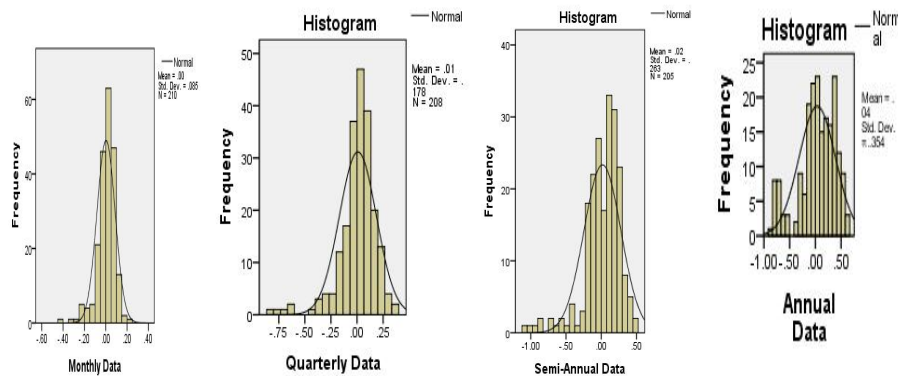 Normal
Mean = .00
Std. Dev. = .085
N = 210
Frequency
60
40
20
0
-.60 -.40 -.20 .00 .20 .40
Monthly Data
Histogram
Normal
Mean = .01
Std. Dev. = .
178
N = 208
Frequency
50
40
30
20
10
0
-.75 -.50 -.25 .00 .25
Quarterly Data
Histogram
Normal
Mean = .02
Std. Dev. = .
263
N = 205
Frequency
40
30
20
10
0
-1.00 -.50 .00 .50
Semi-Annual Data
Histogram
Norm
al
Mean = .
04
Std. Dev.
= .354
Frequency
25
20
15
10
5
0
-1.00 -.50 .00 .50
Annual
Data